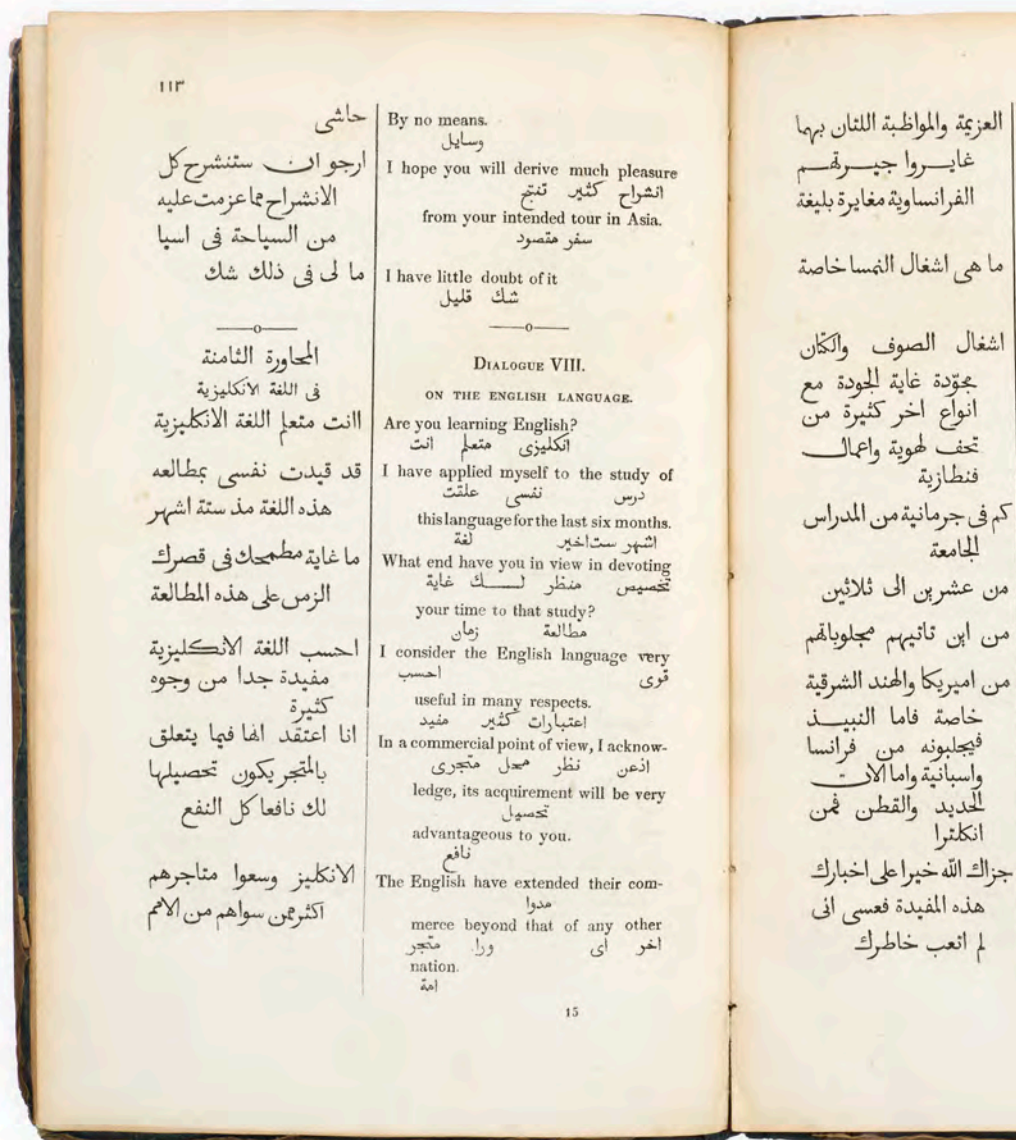 ١١٣
حاشى
ارجو ان ستنشرح كل
الانشراح مما عزمت عليه
من السياحة فى اسيا
ما لى فى ذلك شك
المحاورة الثامنة
فى اللغة الانكليزية
اانت متعلم اللغة الانكليزية
قد قيدت نفسى بمطالعه
هذه اللغة مذ ستة اشهر
ما غاية مطمحك فى قصرك
الزمن على هذه المطالعة
احسب اللغة الانكليزية
مفيدة جدا من وجوه
كثيرة
انا اعتقد انها فيما يتعلق
بالمتجر يكون تحصيلها
لك نافعا كل النفع
الانكليز وسعوا متاجرهم
اكثر ممن سواهم من الامم
By no means.
وسايل
I hope you will derive much pleasure
انشراح كثير تنتج
from your intended tour in Asia.
سفر مقصود
I have little doubt of it
شك قليل
DIALOGUE VIII.
ON THE ENGLISH LANGUAGE.
Are you learning English?
انكليزى متعلم انت
I have applied myself to the study of
درس نفسى علقت
this language for the last six months.
اشهر ست اخير لغة
What end have you in view in devoting
تخصيص منظر لك غاية
your time to that study?
مطالعة زمان
I consider the English language very
قوى احسب
useful in many respects.
اعتبارات كثير مفيد
In a commercial point of view, I acknow-
اذعن نظر محل متجرى
ledge, its acquirement will be very
تحصيل
advantageous to you.
نافع
The English have extended their com-
مدوا
merce beyond that of any other
اخر اى ورا. متجر
nation.
امة
15
العزيمة والمواظبة اللتان بهما
غايروا جيرتهم
الفرانساوية مغايرة بليغة
ما هى اشغال النمسا خاصة
اشغال الصوف والكتان
مجوّدة غاية الجودة مع
انواع اخر كثيرة من
تحف لهوية واعمال
فنطازية
كم فى جرمانية من المدراس
الجامعة
من عشرين الى ثلاثين
من اين تاتيهم مجلوباتهم
من اميريكا والهند الشرقية
خاصة فاما النبيذ
فيجلبونه من فرانسا
واسبانية واما الات
الحديد والقطن فمن
انكلترا
جزاك الله خيرا على اخبارك
هذه المفيدة فعسى انى
لم اتعب خاطرك